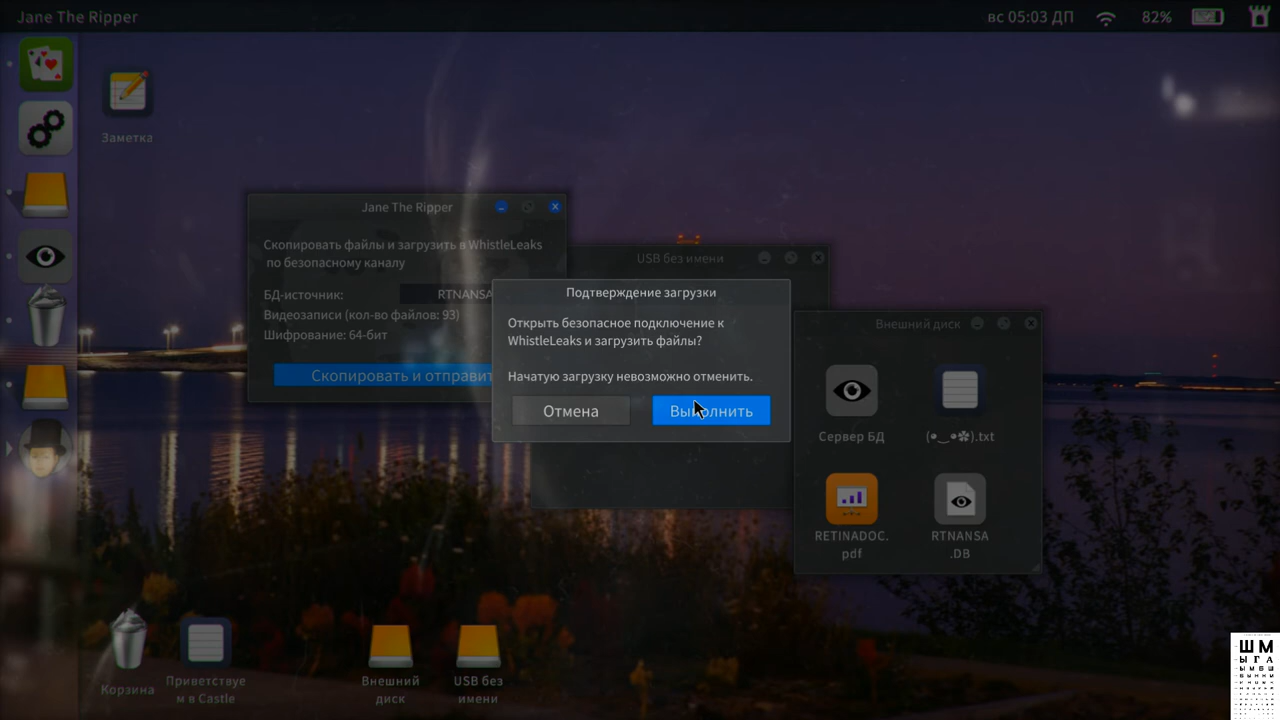 Jane The Ripper
вс 05:03 ДП
82%
Заметка
Jane The Ripper
Скопировать файлы и загрузить в WhistleLeaks
по безопасному каналу
БД-источник:
RTNANSA
Видеозаписи (кол-во файлов: 93)
Шифрование: 64-бит
Скопировать и отправит
USB без имени
Подтверждение загрузки
Открыть безопасное подключение к
WhistleLeaks и загрузить файлы?
Начатую загрузку невозможно отменить.
Отмена
Выполнить
Внешний диск
Сервер БД
(•‿•✿).txt
RETINADOC.
pdf
RTNANSA
.DB
Корзина
Приветствуе
м в Castle
Внешний
диск
USB без
имени
Ш М
Ы Г А